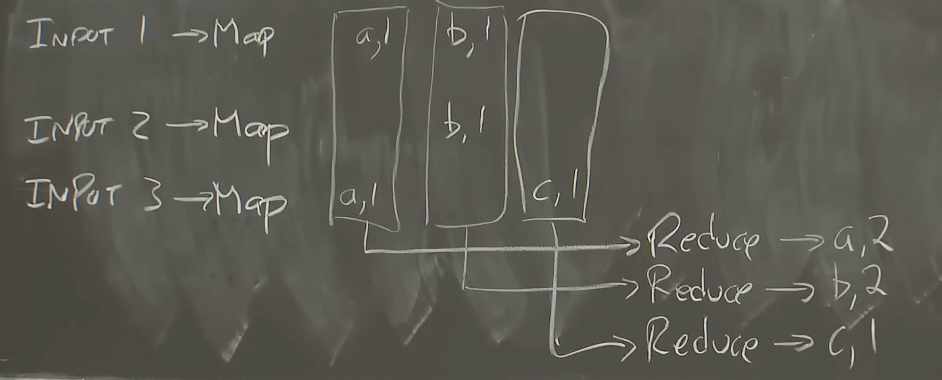 INPUT 1 → Map a,1 b,1
INPUT 2 → Map b,1
INPUT 3 → Map a,1 c,1
Reduce → a,2
Reduce → b,2
Reduce → c,1